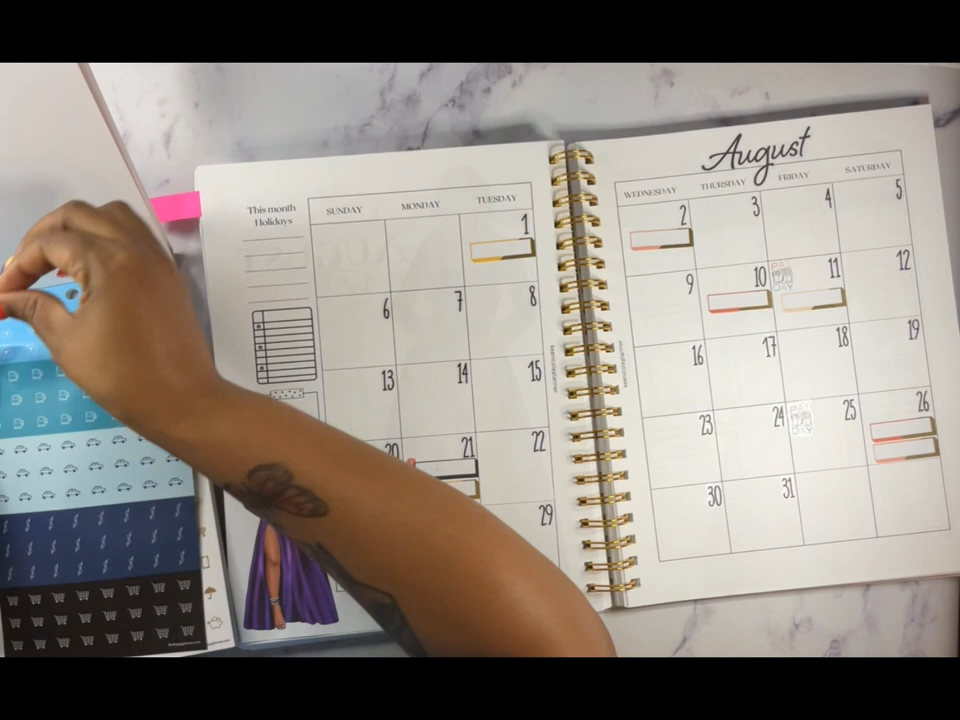 August
This month
Holidays
SUNDAY MONDAY TUESDAY
WEDNESDAY THURSDAY FRIDAY SATURDAY
1 2 3 4 5
6 7 8 9 10 PAY DAY 11 12
13 14 15 16 17 18 19
20 21 22 23 24 PAY DAY 25 26
29 30 31